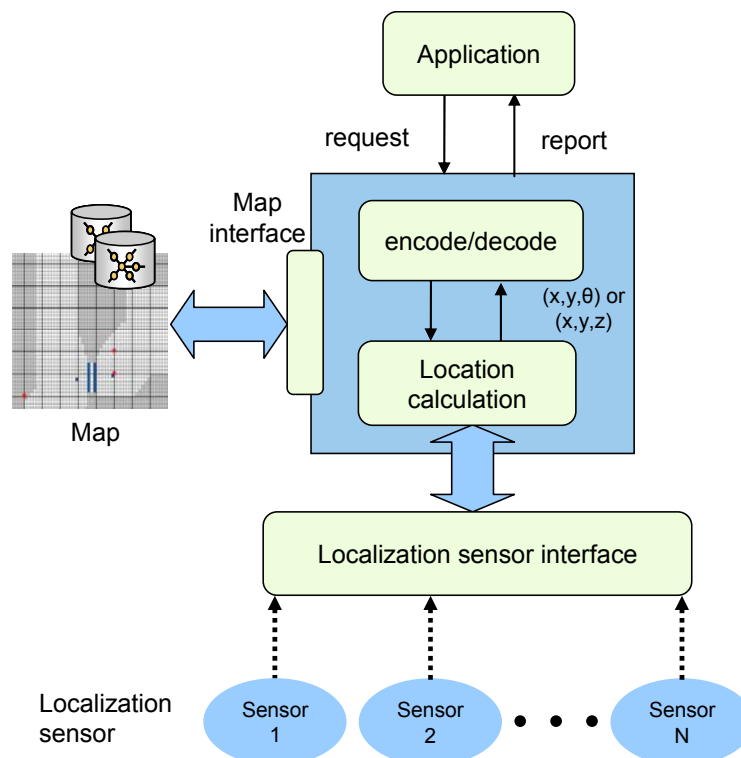 Application
request
report
Map
interface
encode/decode
(x,y,θ) or
(x,y,z)
Location
calculation
Map
Localization sensor interface
Localization
sensor
Sensor
1
Sensor
2
Sensor
N